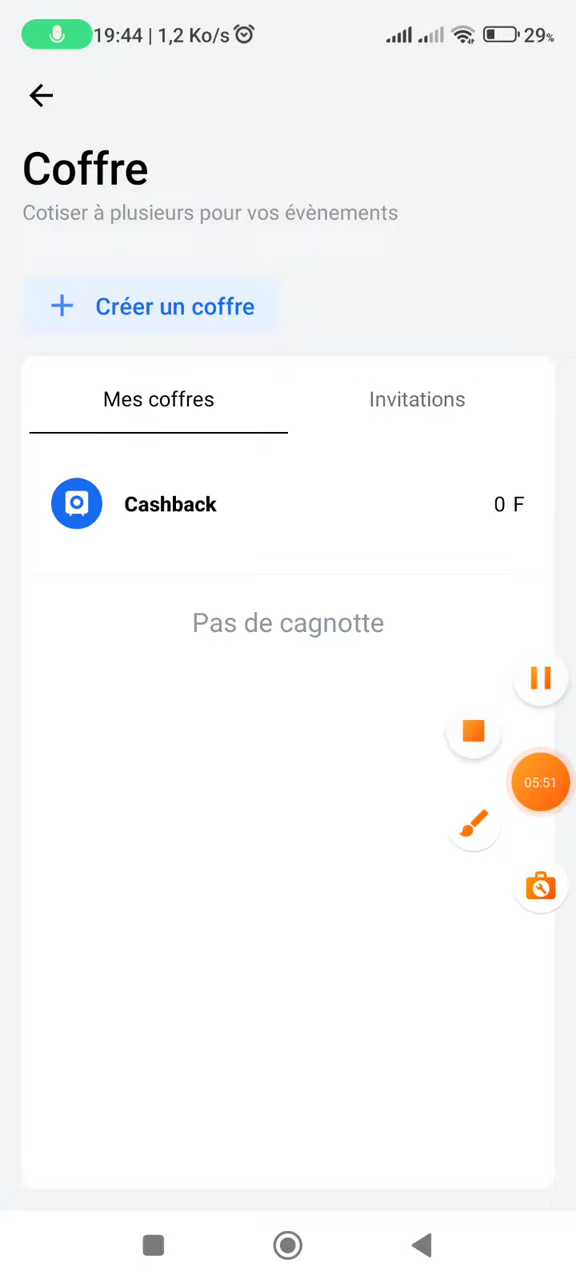 19:44 | 1,2 Ko/s
29%
Coffre
Cotiser à plusieurs pour vos évènements
+ Créer un coffre
Mes coffres
Invitations
Cashback
0 F
Pas de cagnotte
05:51